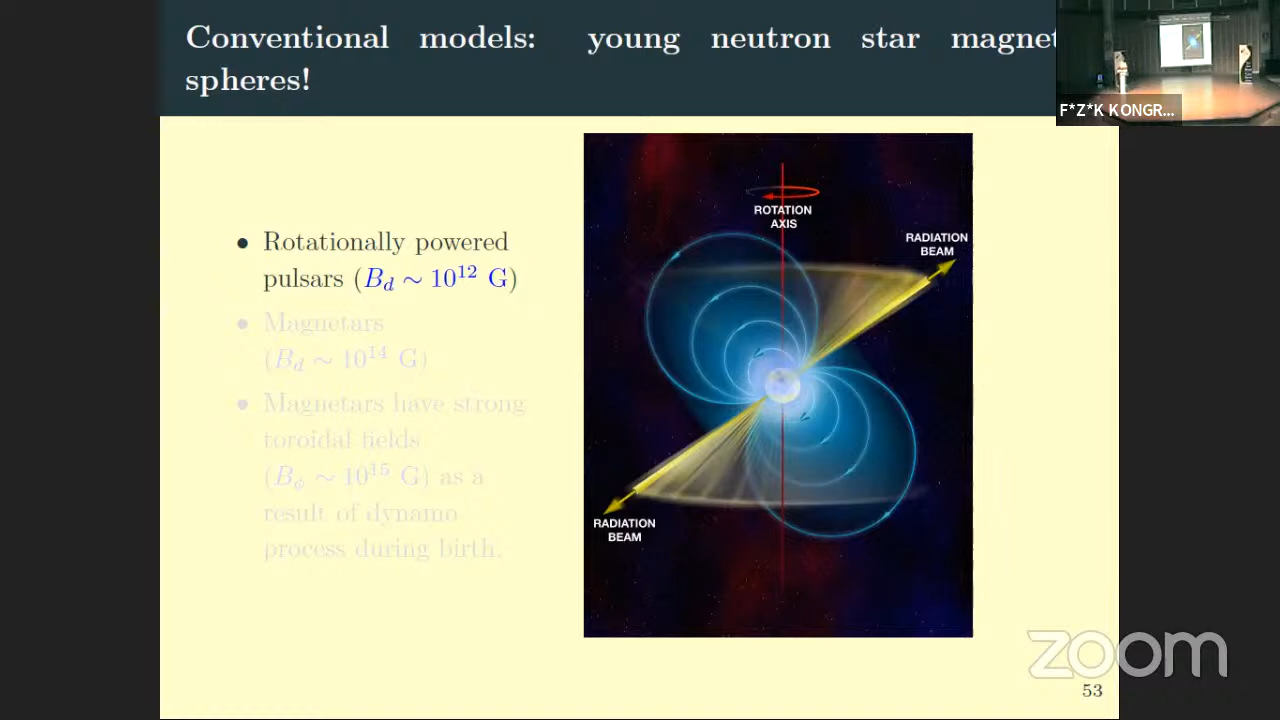 Conventional models: young neutron star magnet
spheres!
F*Z*K KONGR...
• Rotationally powered
pulsars (B_d ∼ 10^12 G)
• Magnetars
(B_d ∼ 10^14 G)
• Magnetars have strong
toroidal fields
(B_ϕ ∼ 10^15 G) as a
result of dynamo
process during birth.
ROTATION
AXIS
RADIATION
BEAM
RADIATION
BEAM
zoom
53